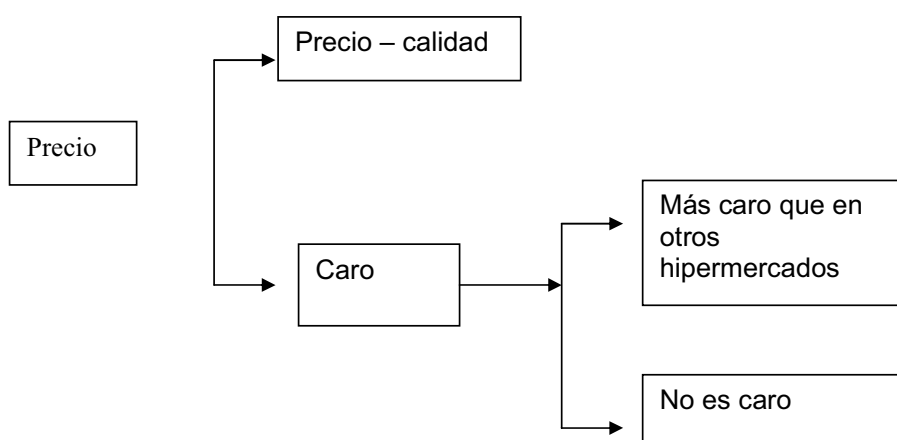 Precio – calidad
Precio
Caro
Más caro que en
otros
hipermercados
No es caro